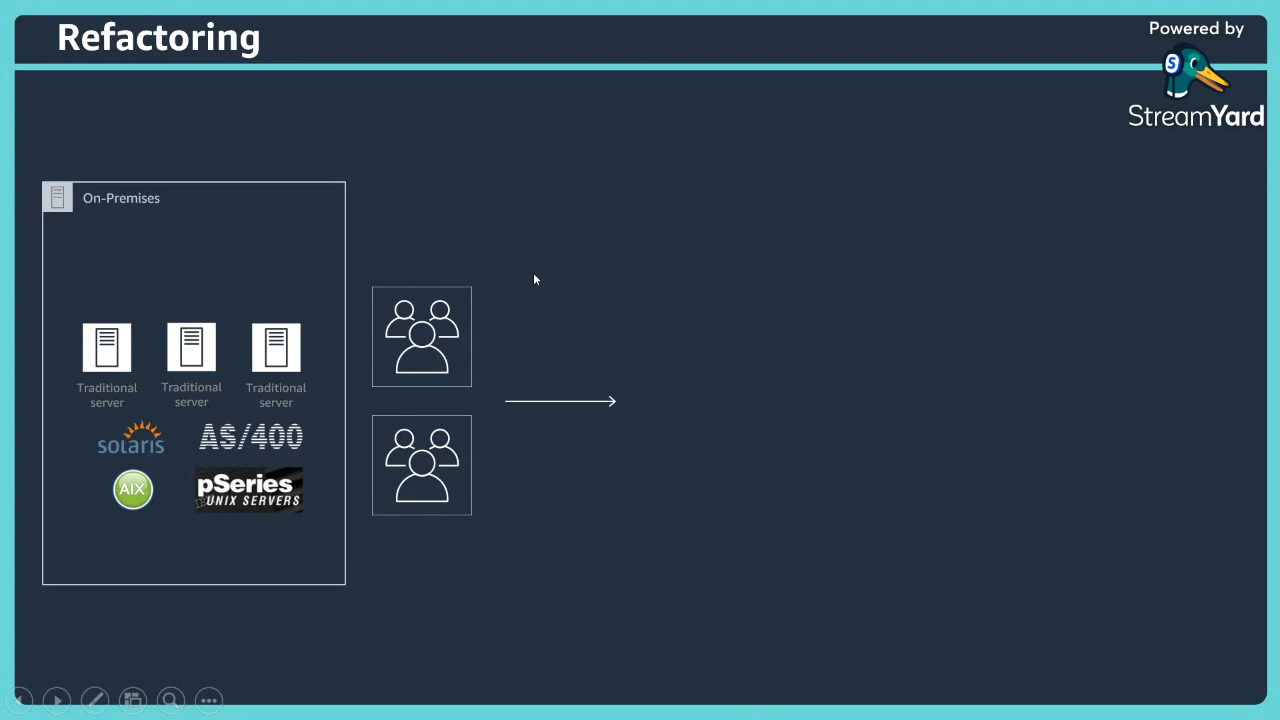 Refactoring
Powered by
S
StreamYard
On-Premises
Traditional
server
Traditional
server
Traditional
server
solaris
AS/400
AIX
pSeries
UNIX SERVERS